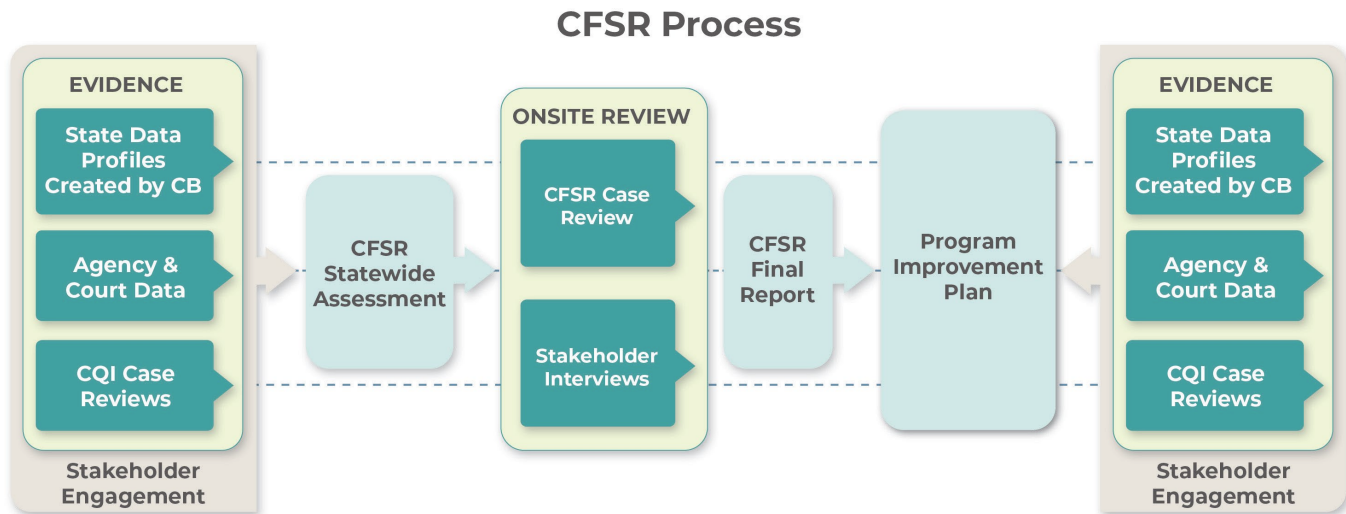 CFSR Process
EVIDENCE
State Data
Profiles
Created by CB
Agency &
Court Data
CQI Case
Reviews
Stakeholder
Engagement
CFSR
Statewide
Assessment
ONSITE REVIEW
CFSR Case
Review
Stakeholder
Interviews
CFSR
Final
Report
Program
Improvement
Plan
EVIDENCE
State Data
Profiles
Created by CB
Agency &
Court Data
CQI Case
Reviews
Stakeholder
Engagement